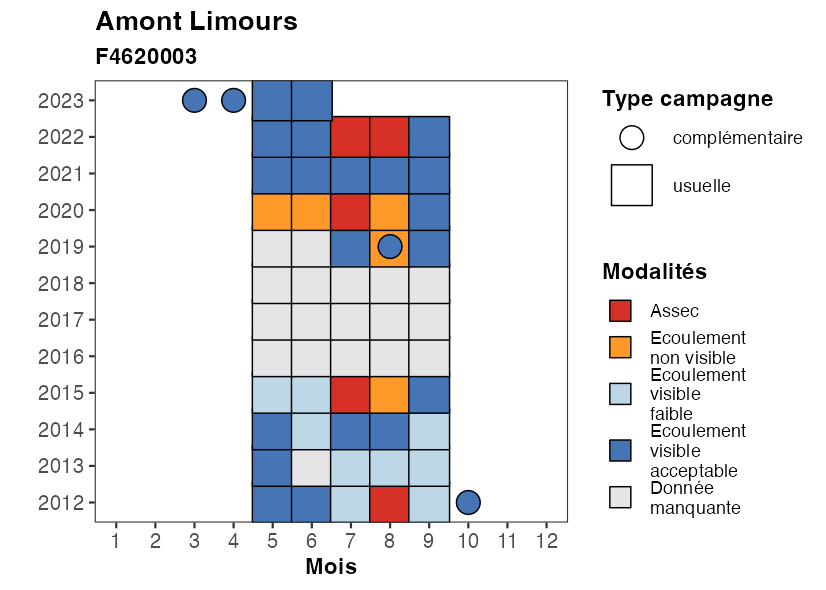 Amont Limours
F4620003
2023
2022
2021
2020
2019
2018
2017
2016
2015
2014
2013
2012
1 2 3 4 5 6 7 8 9 10 11 12
Mois
Type campagne
complémentaire
usuelle
Modalités
Assec
Ecoulement
non visible
Ecoulement
visible
faible
Ecoulement
visible
acceptable
Donnée
manquante